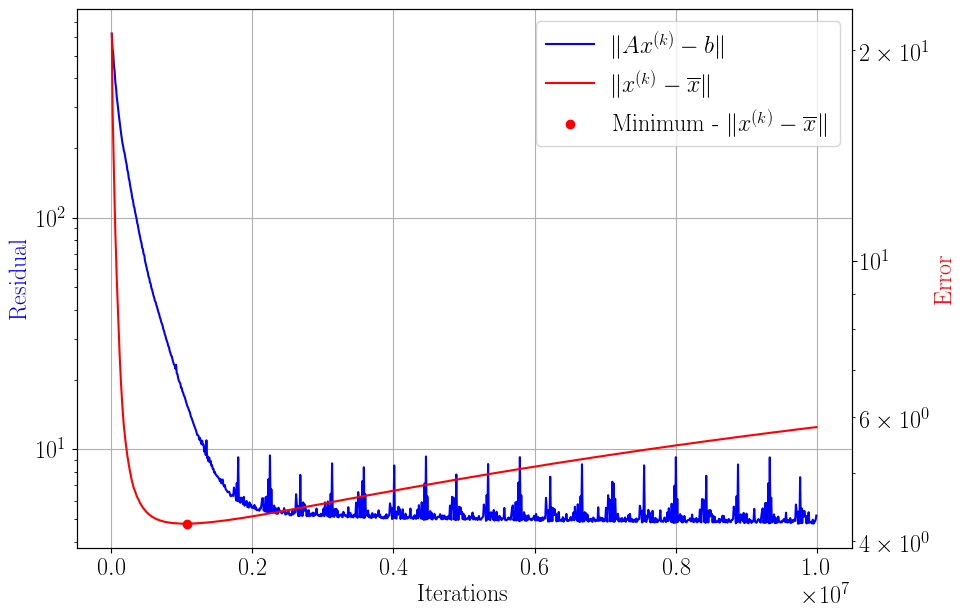 ‖Ax^{(k)} − b‖
‖x^{(k)} − x̅‖
Minimum - ‖x^{(k)} − x̅‖
Residual
10^2
10^1
Error
2 × 10^1
10^1
6 × 10^0
4 × 10^0
0.0 0.2 0.4 0.6 0.8 1.0
Iterations
×10^7